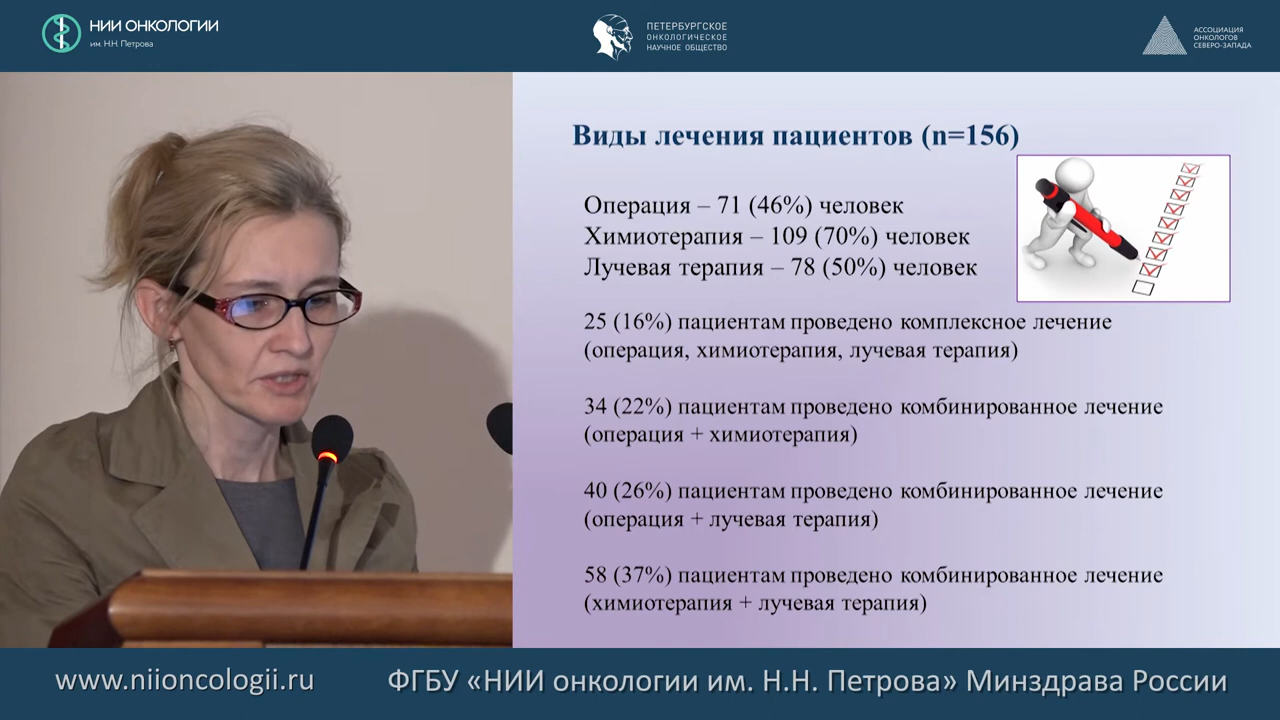 НИИ ОНКОЛОГИИ
им. Н.Н. Петрова
ПЕТЕРБУРГСКОЕ
ОНКОЛОГИЧЕСКОЕ
НАУЧНОЕ ОБЩЕСТВО
АССОЦИАЦИЯ
ОНКОЛОГОВ
СЕВЕРО-ЗАПАДА
Виды лечения пациентов (n=156)
Операция – 71 (46%) человек
Химиотерапия – 109 (70%) человек
Лучевая терапия – 78 (50%) человек
25 (16%) пациентам проведено комплексное лечение
(операция, химиотерапия, лучевая терапия)
34 (22%) пациентам проведено комбинированное лечение
(операция + химиотерапия)
40 (26%) пациентам проведено комбинированное лечение
(операция + лучевая терапия)
58 (37%) пациентам проведено комбинированное лечение
(химиотерапия + лучевая терапия)
www.niioncologii.ru
ФГБУ «НИИ онкологии им. Н.Н. Петрова» Минздрава России